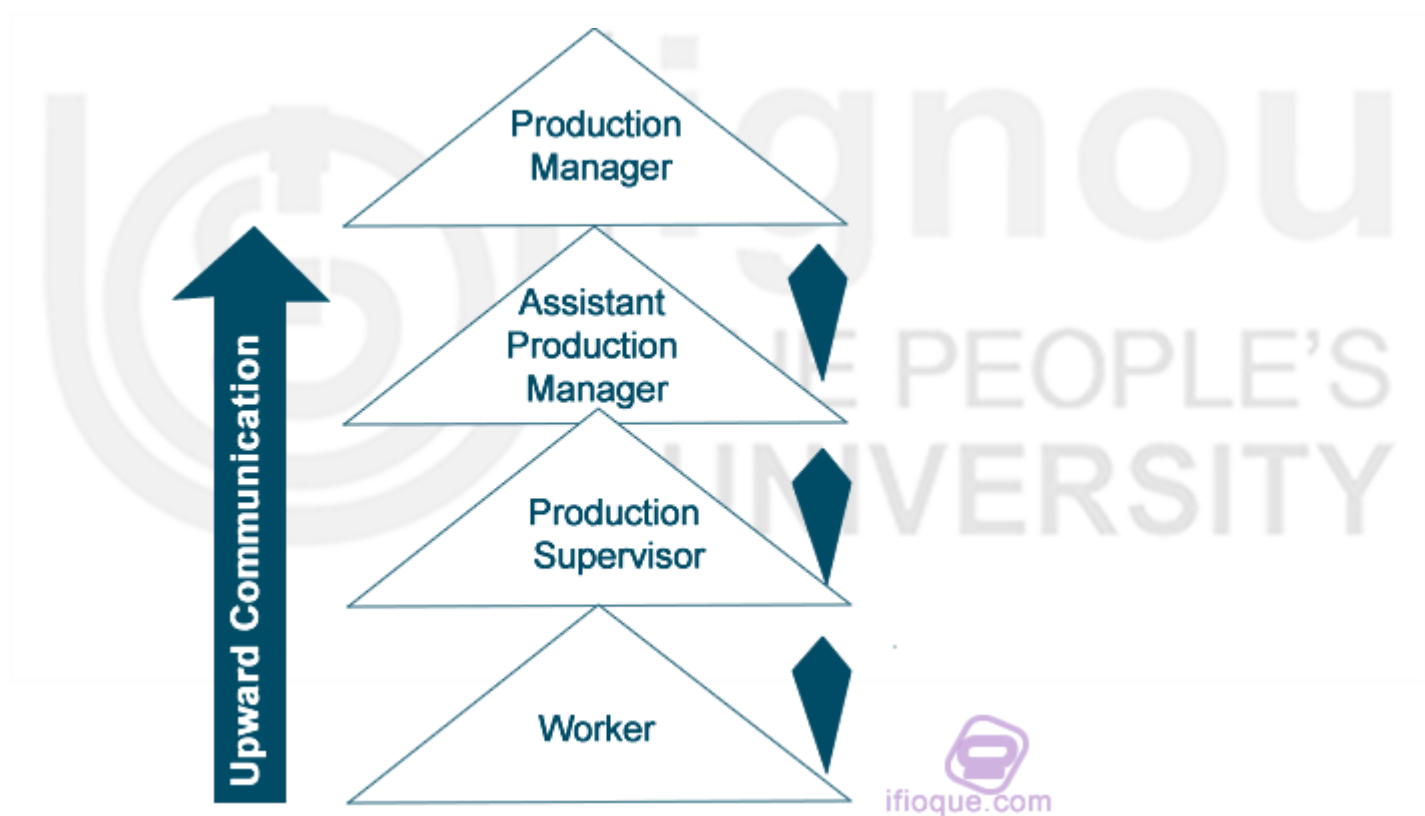 ignou
THE PEOPLE'S
UNIVERSITY
Production
Manager
Assistant
Production
Manager
Production
Supervisor
Worker
Upward Communication
ifioque.com